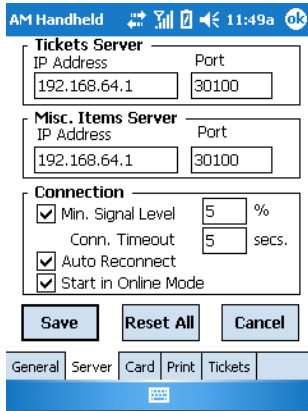 AM Handheld 11:49a ok
Tickets Server
IP Address Port
192.168.64.1 30100
Misc. Items Server
IP Address Port
192.168.64.1 30100
Connection
Min. Signal Level 5 %
Conn. Timeout 5 secs.
Auto Reconnect
Start in Online Mode
Save Reset All Cancel
General Server Card Print Tickets